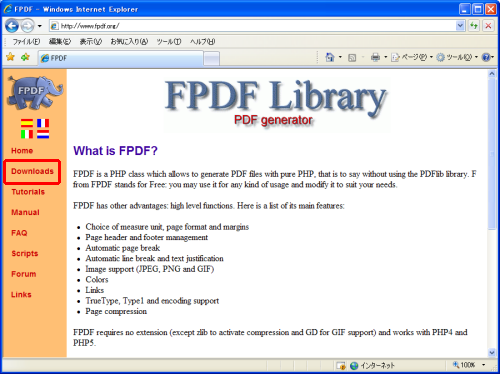 FPDF - Windows Internet Explorer
http://www.fpdf.org/
ファイル(F) 編集(E) 表示(V) お気に入り(A) ツール(T) ヘルプ(H)
FPDF
ページ(P) ツール(O)
FPDF
FPDF Library
PDF generator
Home
Downloads
Tutorials
Manual
FAQ
Scripts
Forum
Links
What is FPDF?
FPDF is a PHP class which allows to generate PDF files with pure PHP, that is to say without using the PDFlib library. F
from FPDF stands for Free: you may use it for any kind of usage and modify it to suit your needs.
FPDF has other advantages: high level functions. Here is a list of its main features:
Choice of measure unit, page format and margins
Page header and footer management
Automatic page break
Automatic line break and text justification
Image support (JPEG, PNG and GIF)
Colors
Links
TrueType, Type1 and encoding support
Page compression
FPDF requires no extension (except zlib to activate compression and GD for GIF support) and works with PHP4 and
PHP5.
インターネット
100%